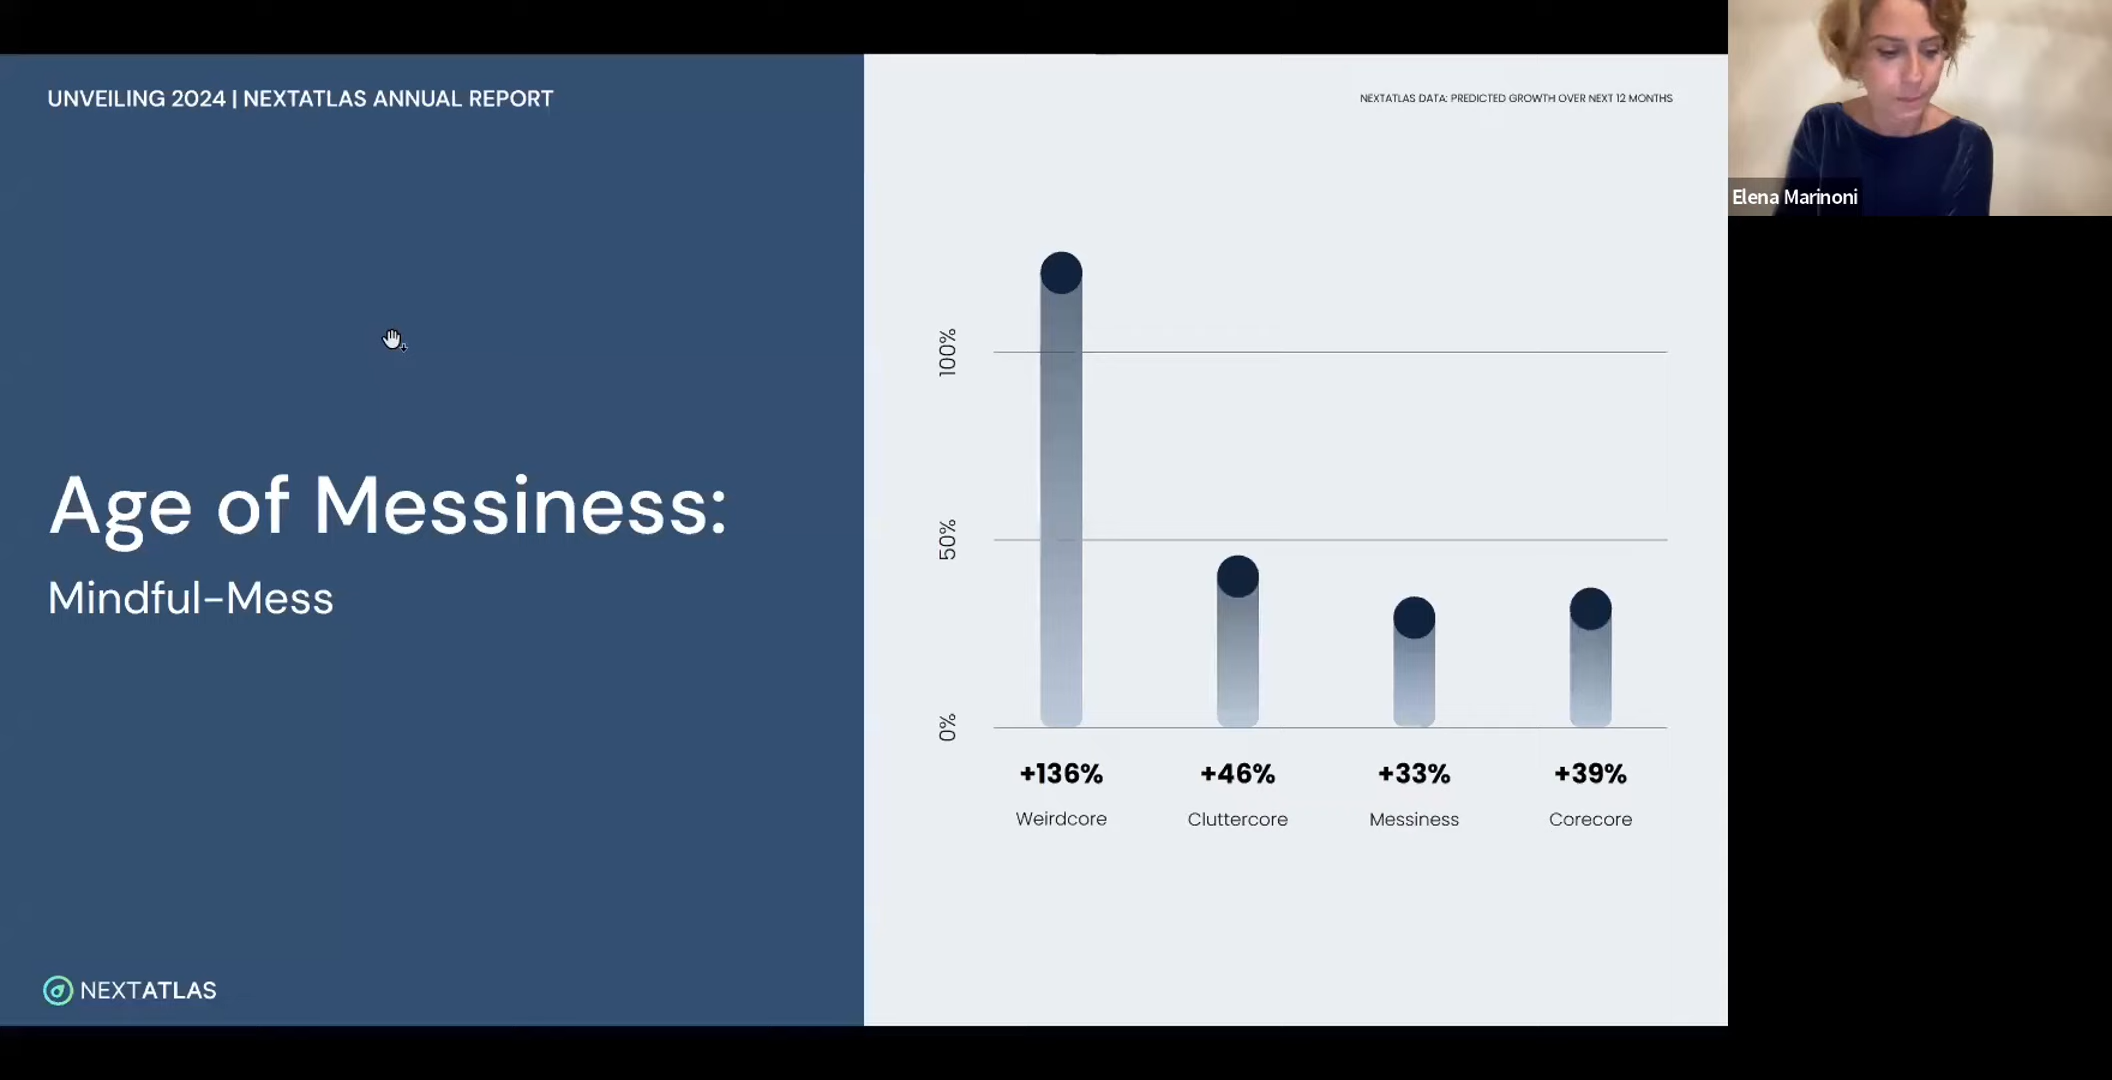 UNVEILING 2024 | NEXTATLAS ANNUAL REPORT
Age of Messiness:
Mindful-Mess
NEXTATLAS
NEXTATLAS DATA: PREDICTED GROWTH OVER NEXT 12 MONTHS
100%
50%
0%
+136% +46% +33% +39%
Weirdcore Cluttercore Messiness Corecore
Elena Marinoni